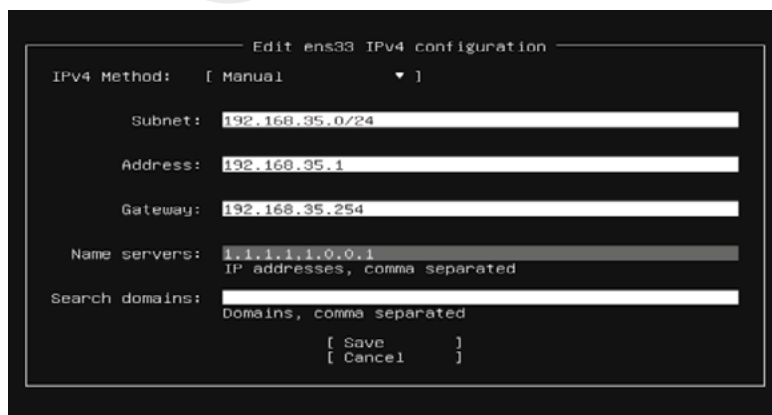 Edit ens33 IPv4 configuration
IPv4 Method: [ Manual ▾ ]
Subnet: 192.168.35.0/24
Address: 192.168.35.1
Gateway: 192.168.35.254
Name servers: 1.1.1.1,1.0.0.1
IP addresses, comma separated
Search domains:
Domains, comma separated
[ Save ]
[ Cancel ]